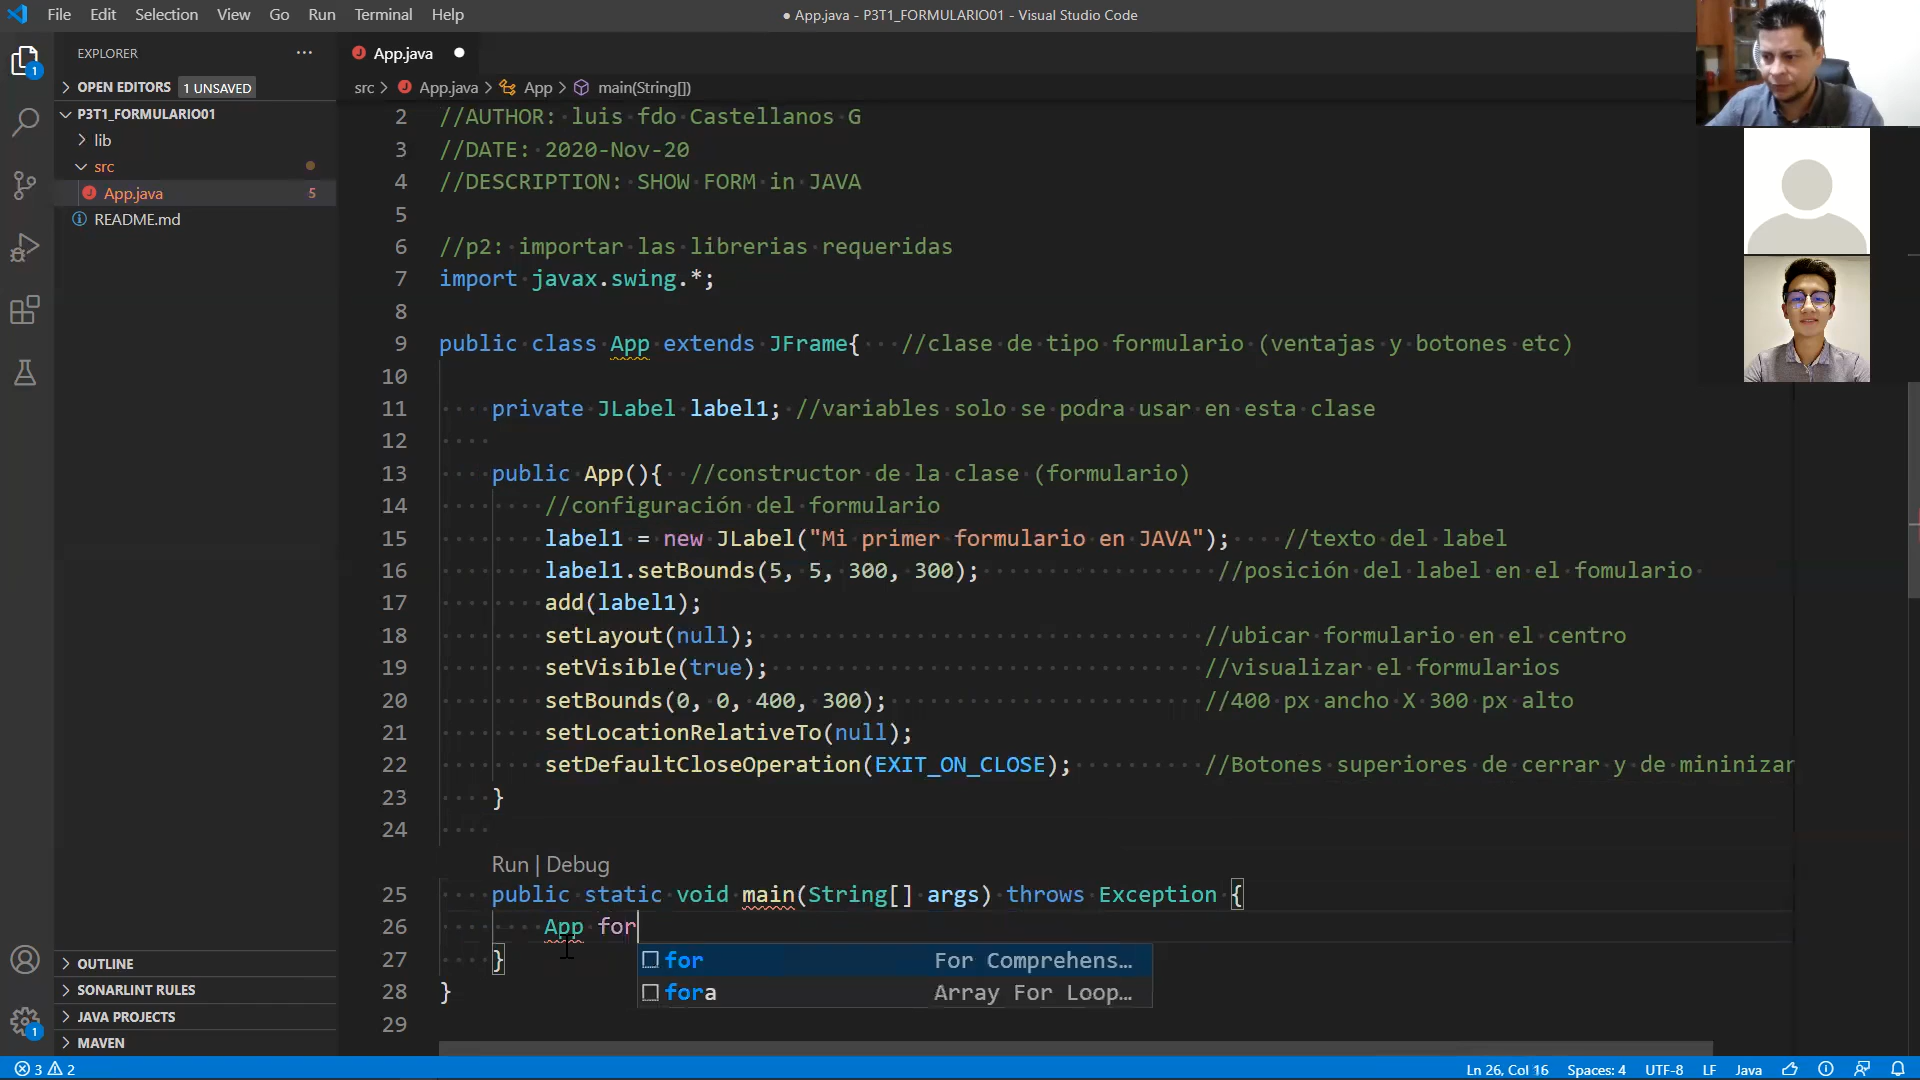 File Edit Selection View Go Run Terminal Help
● App.java - P3T1_FORMULARIO01 - Visual Studio Code
EXPLORER ···
App.java ●
OPEN EDITORS 1 UNSAVED
src > App.java > App > main(String[])
P3T1_FORMULARIO01
lib
src
App.java 5
README.md
2 //AUTHOR: luis fdo Castellanos G
3 //DATE: 2020-Nov-20
4 //DESCRIPTION: SHOW FORM in JAVA
5
6 //p2: importar las librerias requeridas
7 import javax.swing.*;
8
9 public class App extends JFrame{ //clase de tipo formulario (ventajas y botones etc)
10
11 private JLabel label1; //variables solo se podra usar en esta clase
12
13 public App(){ //constructor de la clase (formulario)
14 //configuración del formulario
15 label1 = new JLabel("Mi primer formulario en JAVA"); //texto del label
16 label1.setBounds(5, 5, 300, 300); //posición del label en el fomulario
17 add(label1);
18 setLayout(null); //ubicar formulario en el centro
19 setVisible(true); //visualizar el formularios
20 setBounds(0, 0, 400, 300); //400 px ancho X 300 px alto
21 setLocationRelativeTo(null);
22 setDefaultCloseOperation(EXIT_ON_CLOSE); //Botones superiores de cerrar y de mininizar
23 }
24
Run | Debug
25 public static void main(String[] args) throws Exception {
26 App for
27 }
28 }
29
for For Comprehens…
fora Array For Loop…
OUTLINE
SONARLINT RULES
JAVA PROJECTS
MAVEN
1
1
3 2 Ln 26, Col 16 Spaces: 4 UTF-8 LF Java